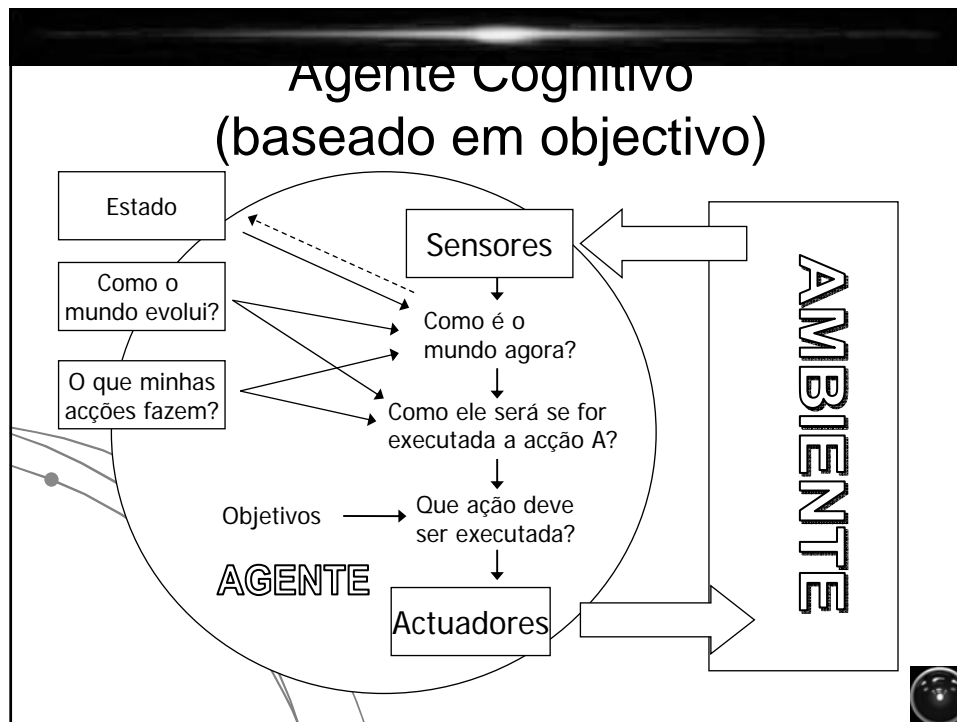 Agente Cognitivo
(baseado em objectivo)
Estado
Sensores
Como o
mundo evolui?
Como é o
mundo agora?
O que minhas
acções fazem?
Como ele será se for
executada a acção A?
Objetivos
Que ação deve
ser executada?
AGENTE
Actuadores
AMBIENTE